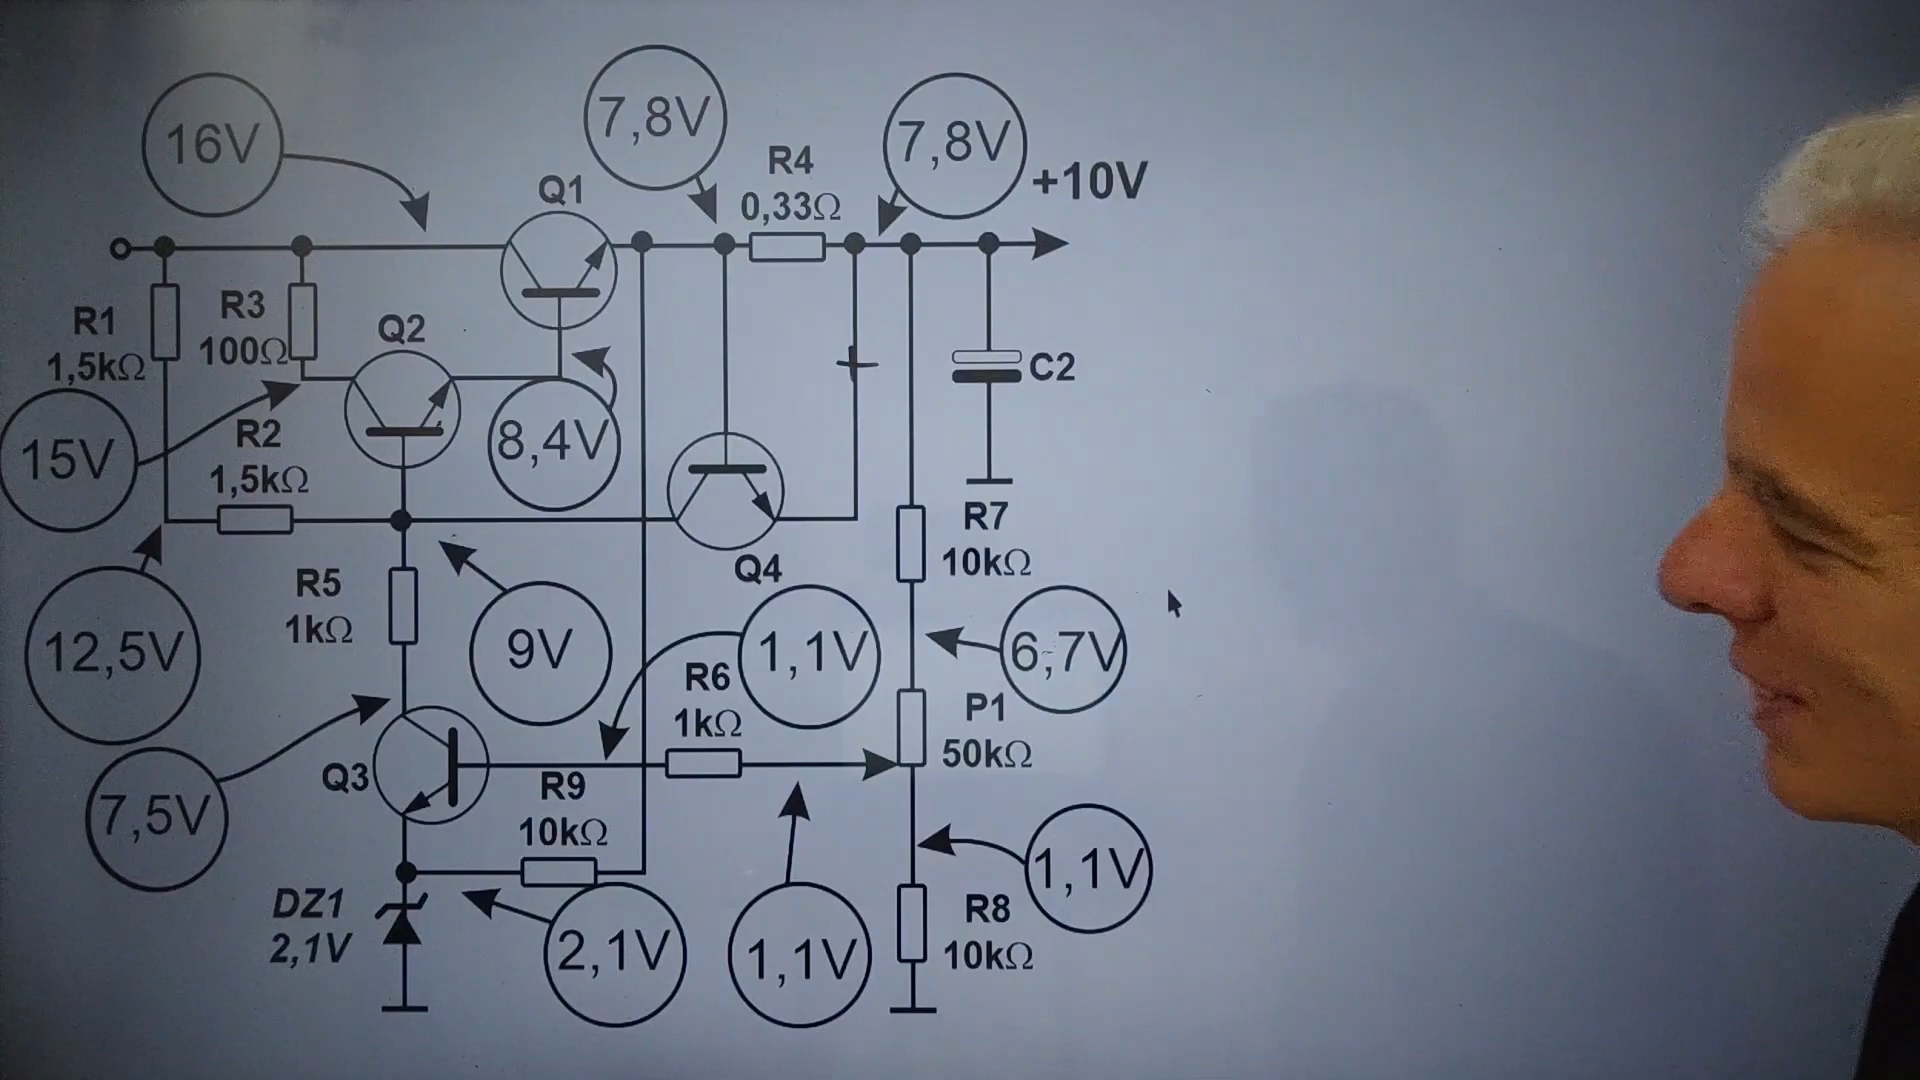 16V
7,8V
7,8V
+10V
Q1
R4
0,33Ω
R1
1,5kΩ
R3
100Ω
Q2
C2
15V
R2
1,5kΩ
8,4V
R7
10kΩ
Q4
12,5V
R5
1kΩ
9V
1,1V
6,7V
R6
1kΩ
P1
50kΩ
7,5V
Q3
R9
10kΩ
1,1V
DZ1
2,1V
2,1V
1,1V
R8
10kΩ